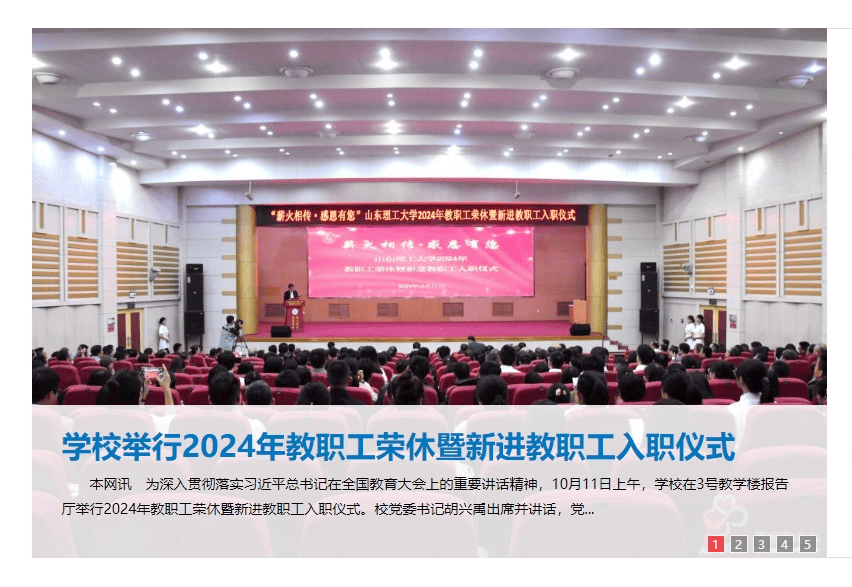 “薪火相传·感恩有您”山东理工大学2024年教职工荣休暨新进教职工入职仪式
薪火相传·感恩有您
山东理工大学2024年
教职工荣休暨新进教职工入职仪式
学校举行2024年教职工荣休暨新进教职工入职仪式
本网讯 为深入贯彻落实习近平总书记在全国教育大会上的重要讲话精神，10月11日上午，学校在3号教学楼报告
厅举行2024年教职工荣休暨新进教职工入职仪式。校党委书记胡兴禹出席并讲话，党...
1 2 3 4 5